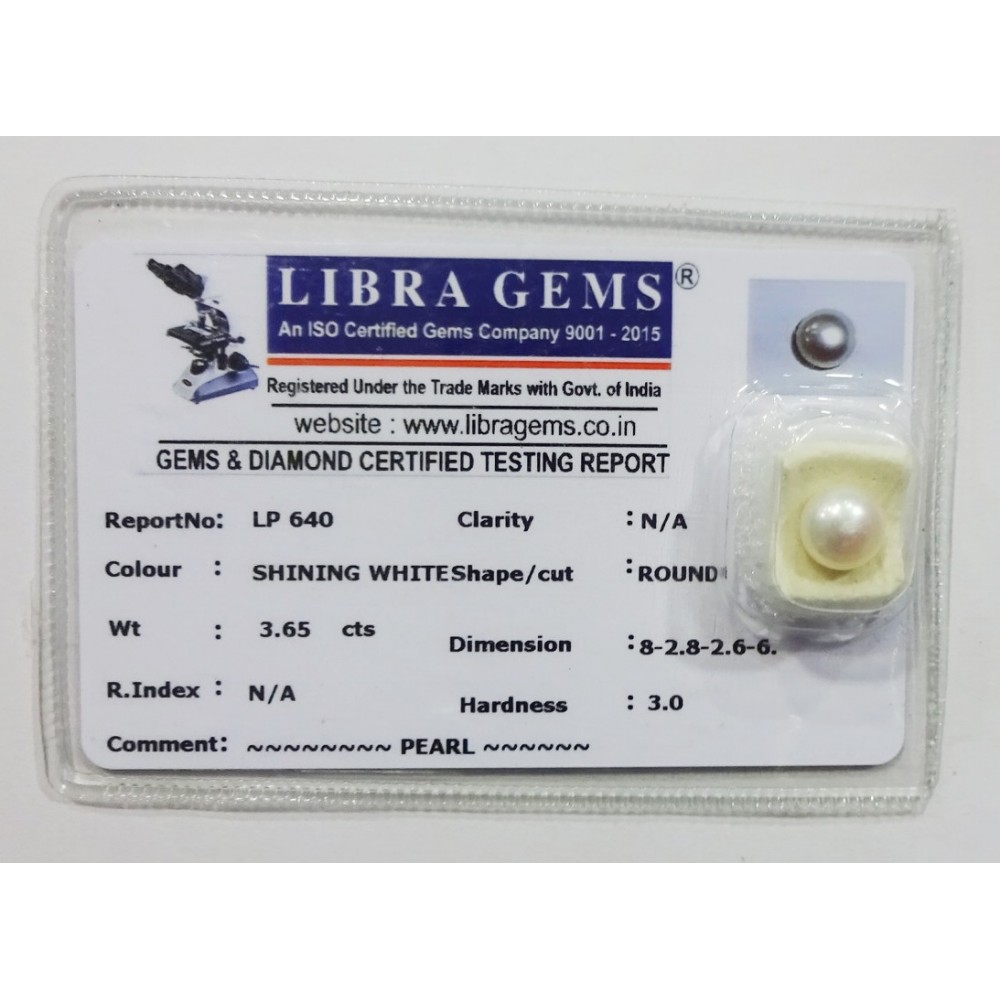 LIBRA GEMS®
An ISO Certified Gems Company 9001 - 2015
Registered Under the Trade Marks with Govt. of India
website : www.libragems.co.in
GEMS & DIAMOND CERTIFIED TESTING REPORT
ReportNo: LP 640 Clarity : N/A
Colour : SHINING WHITE Shape/cut : ROUND
Wt : 3.65 cts Dimension : 8-2.8-2.6-6.
R.Index : N/A Hardness : 3.0
Comment: ~~~~~~~~ PEARL ~~~~~~